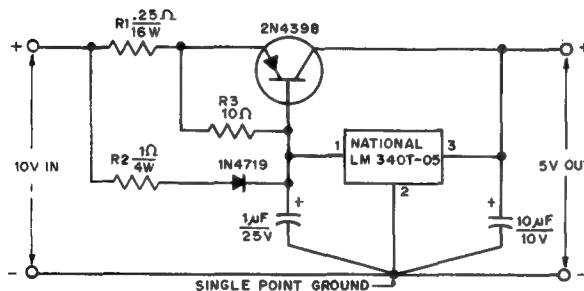 R1 .25Ω
16W
2N4398
+
+
R3
10Ω
10V IN
R2 1Ω
4W
1N4719
1
NATIONAL
LM 340T-05
3
2
5V OUT
+
1µF
25V
+
10µF
10V
-
-
SINGLE POINT GROUND